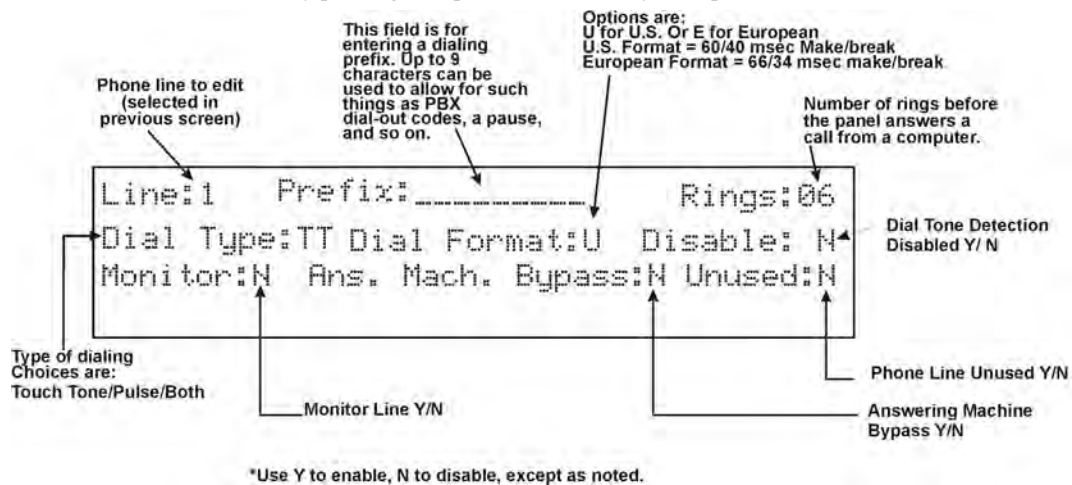 This field is for
entering a dialing
prefix. Up to 9
characters can be
used to allow for such
things as PBX
dial-out codes, a pause,
and so on.
Options are:
U for U.S. Or E for European
U.S. Format = 60/40 msec Make/break
European Format = 66/34 msec make/break
Phone line to edit
(selected in
previous screen)
Number of rings before
the panel answers a
call from a computer.
Line:1 Prefix:_________ Rings:06
Dial Type:TT Dial Format:U Disable: N
Monitor:N Ans. Mach. Bypass:N Unused:N
Dial Tone Detection
Disabled Y/ N
Type of dialing
Choices are:
Touch Tone/Pulse/Both
Monitor Line Y/N
Phone Line Unused Y/N
Answering Machine
Bypass Y/N
*Use Y to enable, N to disable, except as noted.